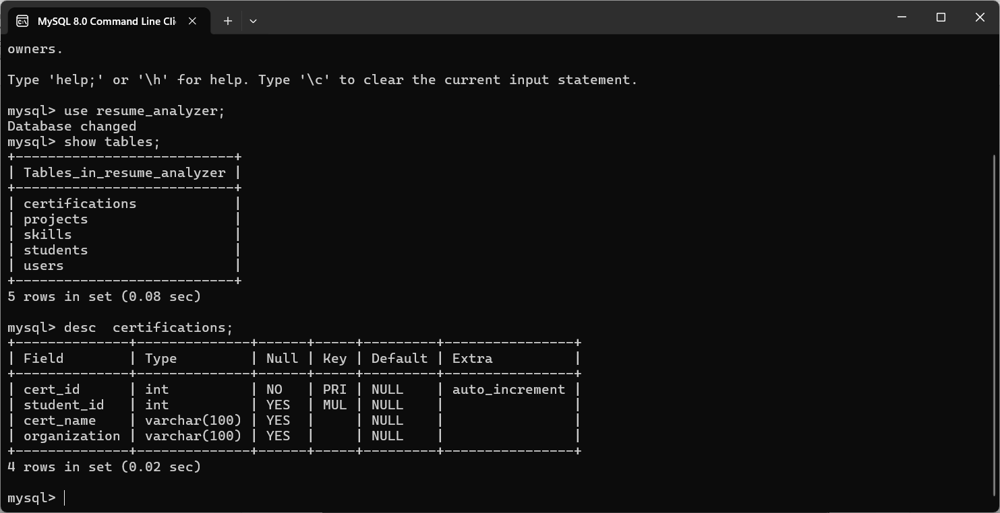 MySQL 8.0 Command Line Cli
owners.
Type 'help;' or '\h' for help. Type '\c' to clear the current input statement.
mysql> use resume_analyzer;
Database changed
mysql> show tables;
+---------------------------+
| Tables_in_resume_analyzer |
+---------------------------+
| certifications            |
| projects                  |
| skills                    |
| students                  |
| users                     |
+---------------------------+
5 rows in set (0.08 sec)
mysql> desc  certifications;
+--------------+--------------+------+-----+---------+----------------+
| Field        | Type         | Null | Key | Default | Extra          |
+--------------+--------------+------+-----+---------+----------------+
| cert_id      | int          | NO   | PRI | NULL    | auto_increment |
| student_id   | int          | YES  | MUL | NULL    |                |
| cert_name    | varchar(100) | YES  |     | NULL    |                |
| organization | varchar(100) | YES  |     | NULL    |                |
+--------------+--------------+------+-----+---------+----------------+
4 rows in set (0.02 sec)
mysql>